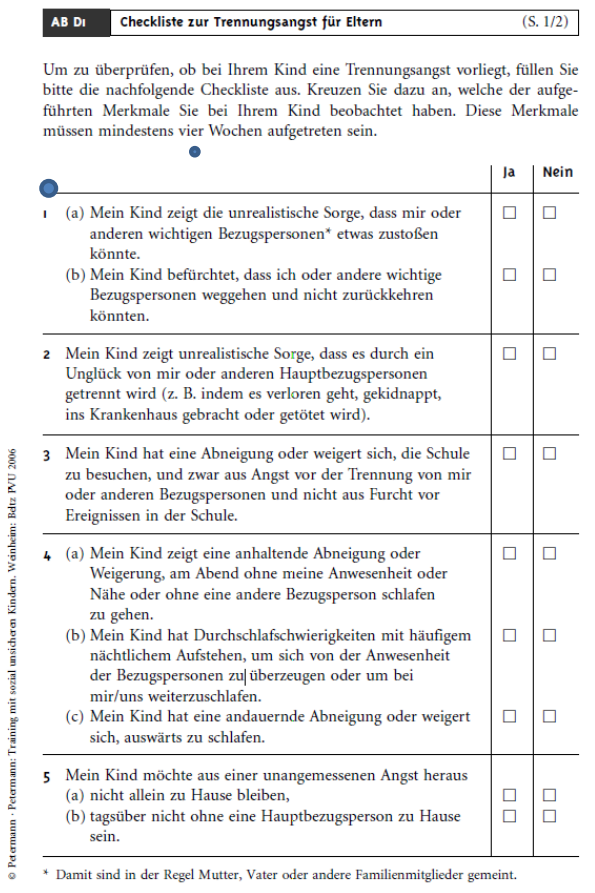 AB D1 Checkliste zur Trennungsangst für Eltern (S. 1/2)
Um zu überprüfen, ob bei Ihrem Kind eine Trennungsangst vorliegt, füllen Sie
bitte die nachfolgende Checkliste aus. Kreuzen Sie dazu an, welche der aufge-
führten Merkmale Sie bei Ihrem Kind beobachtet haben. Diese Merkmale
müssen mindestens vier Wochen aufgetreten sein.
Ja Nein
1 (a) Mein Kind zeigt die unrealistische Sorge, dass mir oder
anderen wichtigen Bezugspersonen* etwas zustoßen
könnte.
(b) Mein Kind befürchtet, dass ich oder andere wichtige
Bezugspersonen weggehen und nicht zurückkehren
könnten.
2 Mein Kind zeigt unrealistische Sorge, dass es durch ein
Unglück von mir oder anderen Hauptbezugspersonen
getrennt wird (z. B. indem es verloren geht, gekidnappt,
ins Krankenhaus gebracht oder getötet wird).
3 Mein Kind hat eine Abneigung oder weigert sich, die Schule
zu besuchen, und zwar aus Angst vor der Trennung von mir
oder anderen Bezugspersonen und nicht aus Furcht vor
Ereignissen in der Schule.
4 (a) Mein Kind zeigt eine anhaltende Abneigung oder
Weigerung, am Abend ohne meine Anwesenheit oder
Nähe oder ohne eine andere Bezugsperson schlafen
zu gehen.
(b) Mein Kind hat Durchschlafschwierigkeiten mit häufigem
nächtlichem Aufstehen, um sich von der Anwesenheit
der Bezugspersonen zu überzeugen oder um bei
mir/uns weiterzuschlafen.
(c) Mein Kind hat eine andauernde Abneigung oder weigert
sich, auswärts zu schlafen.
5 Mein Kind möchte aus einer unangemessenen Angst heraus
(a) nicht allein zu Hause bleiben,
(b) tagsüber nicht ohne eine Hauptbezugsperson zu Hause
sein.
* Damit sind in der Regel Mutter, Vater oder andere Familienmitglieder gemeint.
© Petermann · Petermann: Training mit sozial unsicheren Kindern. Weinheim: Beltz PVU 2006